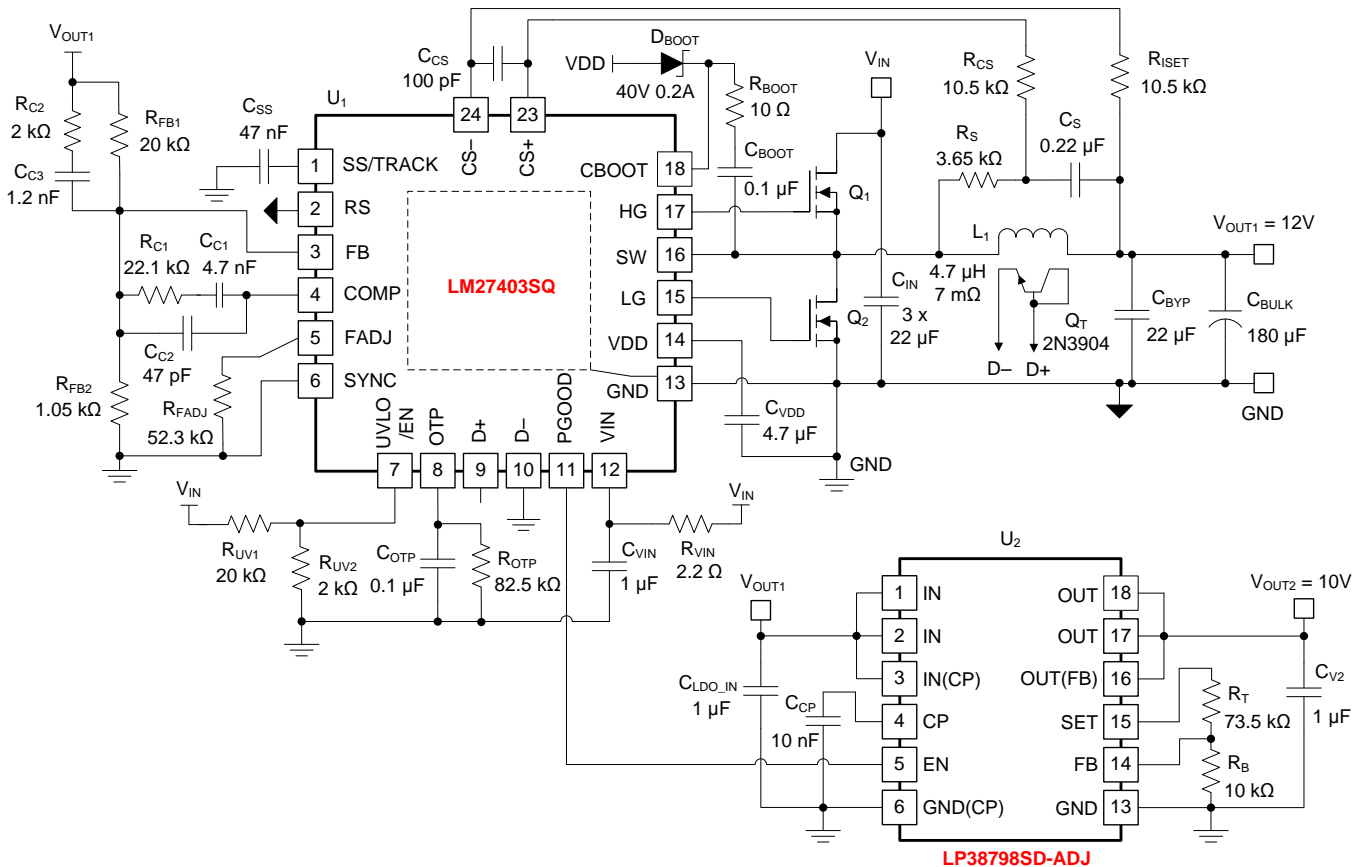 VOUT1
RC2
2 kΩ
RFB1
20 kΩ
CC3
1.2 nF
CSS
47 nF
U1
CCS
100 pF
VDD
DBOOT
40V 0.2A
RBOOT
10 Ω
CBOOT
0.1 µF
VIN
RCS
10.5 kΩ
RISET
10.5 kΩ
RS
3.65 kΩ
CS
0.22 µF
24
23
CS–
CS+
1
SS/TRACK
2
RS
3
FB
4
COMP
5
FADJ
6
SYNC
LM27403SQ
CBOOT
18
HG
17
SW
16
LG
15
VDD
14
GND
13
Q1
Q2
RC1
22.1 kΩ
CC1
4.7 nF
CC2
47 pF
RFB2
1.05 kΩ
RFADJ
52.3 kΩ
L1
4.7 µH
7 mΩ
CIN
3 x
22 µF
QT
2N3904
D–
D+
VOUT1 = 12V
CBYP
22 µF
CBULK
180 µF
GND
CVDD
4.7 µF
GND
UVLO
/EN
OTP
D+
D–
PGOOD
VIN
7
8
9
10
11
12
VIN
RUV1
20 kΩ
RUV2
2 kΩ
COTP
0.1 µF
ROTP
82.5 kΩ
CVIN
1 µF
RVIN
2.2 Ω
VIN
U2
VOUT1
CLDO_IN
1 µF
CCP
10 nF
1
IN
2
IN
3
IN(CP)
4
CP
5
EN
6
GND(CP)
OUT
18
OUT
17
OUT(FB)
16
SET
15
FB
14
GND
13
VOUT2 = 10V
RT
73.5 kΩ
RB
10 kΩ
CV2
1 µF
LP38798SD-ADJ